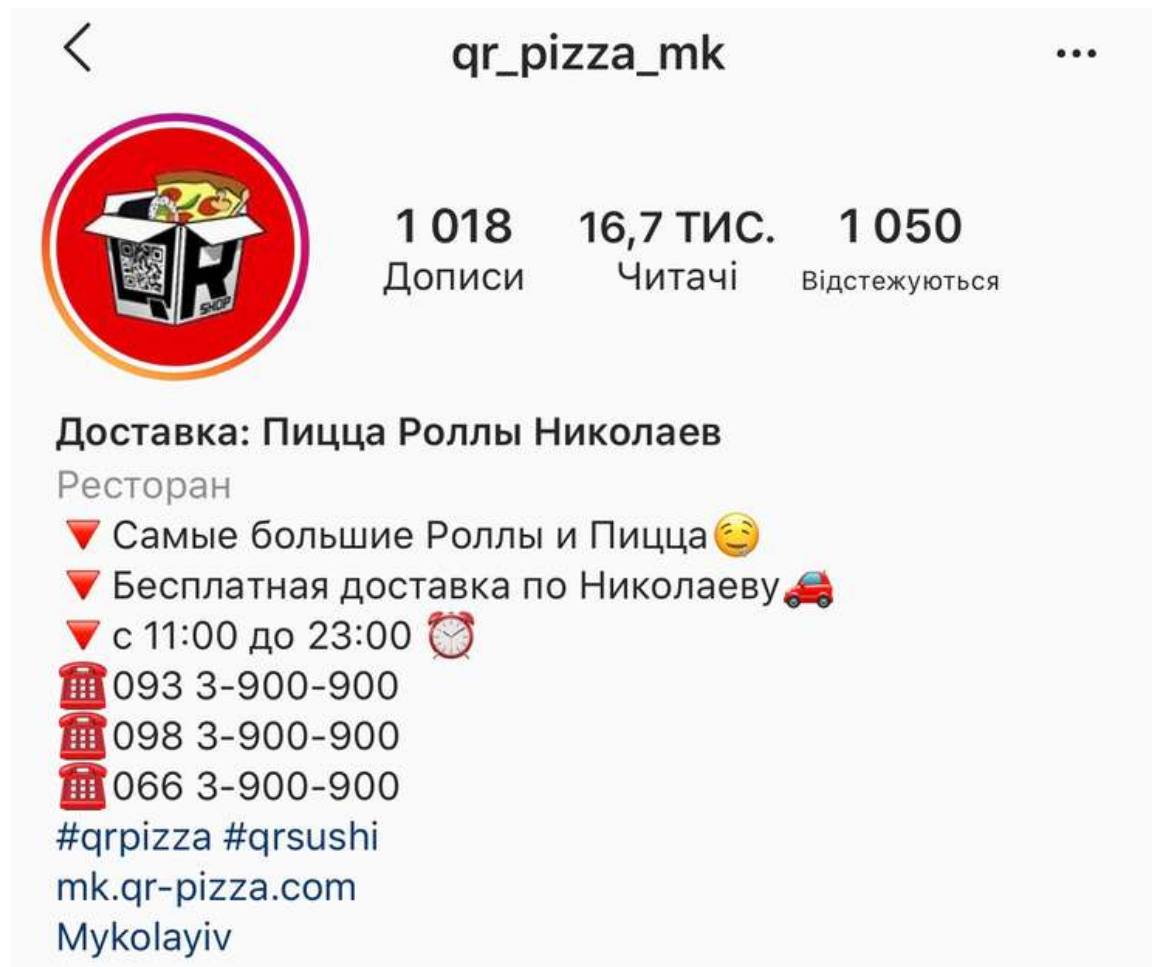 qr_pizza_mk
QR
SHOP
1 018 16,7 ТИС. 1 050
Дописи Читачі Відстежуються
Доставка: Пицца Роллы Николаев
Ресторан
🔻 Самые большие Роллы и Пицца🤤
🔻 Бесплатная доставка по Николаеву🚗
🔻 с 11:00 до 23:00 ⏰
☎️093 3-900-900
☎️098 3-900-900
☎️066 3-900-900
#qrpizza #qrsushi
mk.qr-pizza.com
Mykolayiv